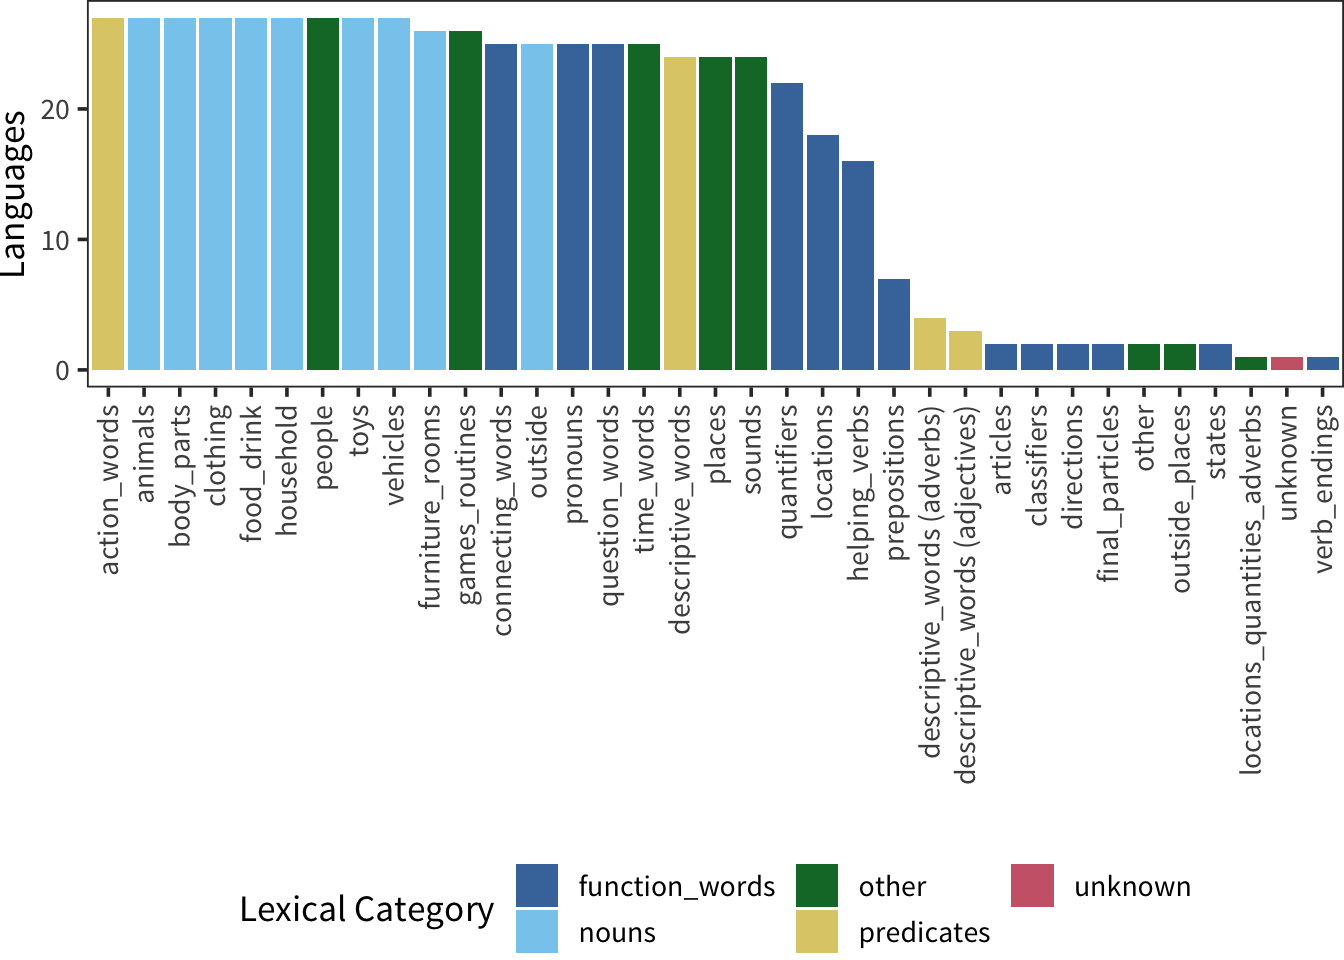 Languages
20
10
0
action_words
animals
body_parts
clothing
food_drink
household
people
toys
vehicles
furniture_rooms
games_routines
connecting_words
outside
pronouns
question_words
time_words
descriptive_words
places
sounds
quantifiers
locations
helping_verbs
prepositions
descriptive_words (adverbs)
descriptive_words (adjectives)
articles
classifiers
directions
final_particles
other
outside_places
states
locations_quantities_adverbs
unknown
verb_endings
Lexical Category
function_words
nouns
other
predicates
unknown